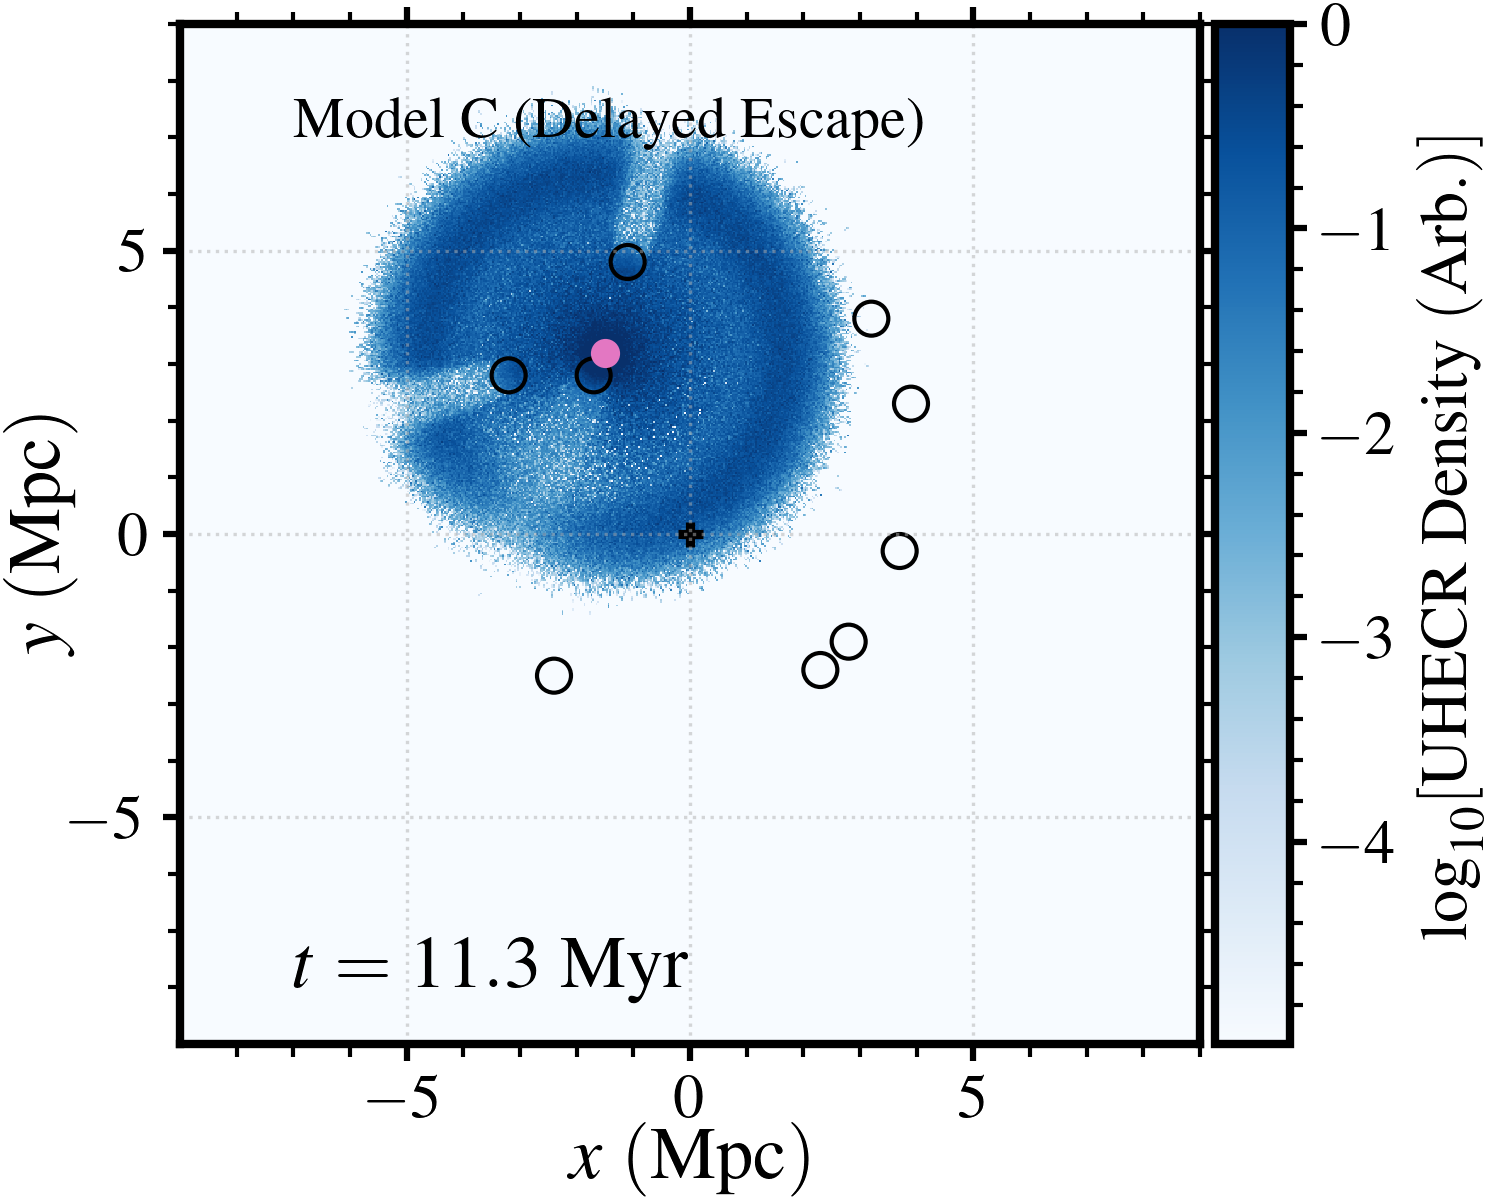 Model C (Delayed Escape)
t = 11.3 Myr
5
0
−5
y (Mpc)
−5
0
5
x (Mpc)
0
−1
−2
−3
−4
log₁₀[UHECR Density (Arb.)]